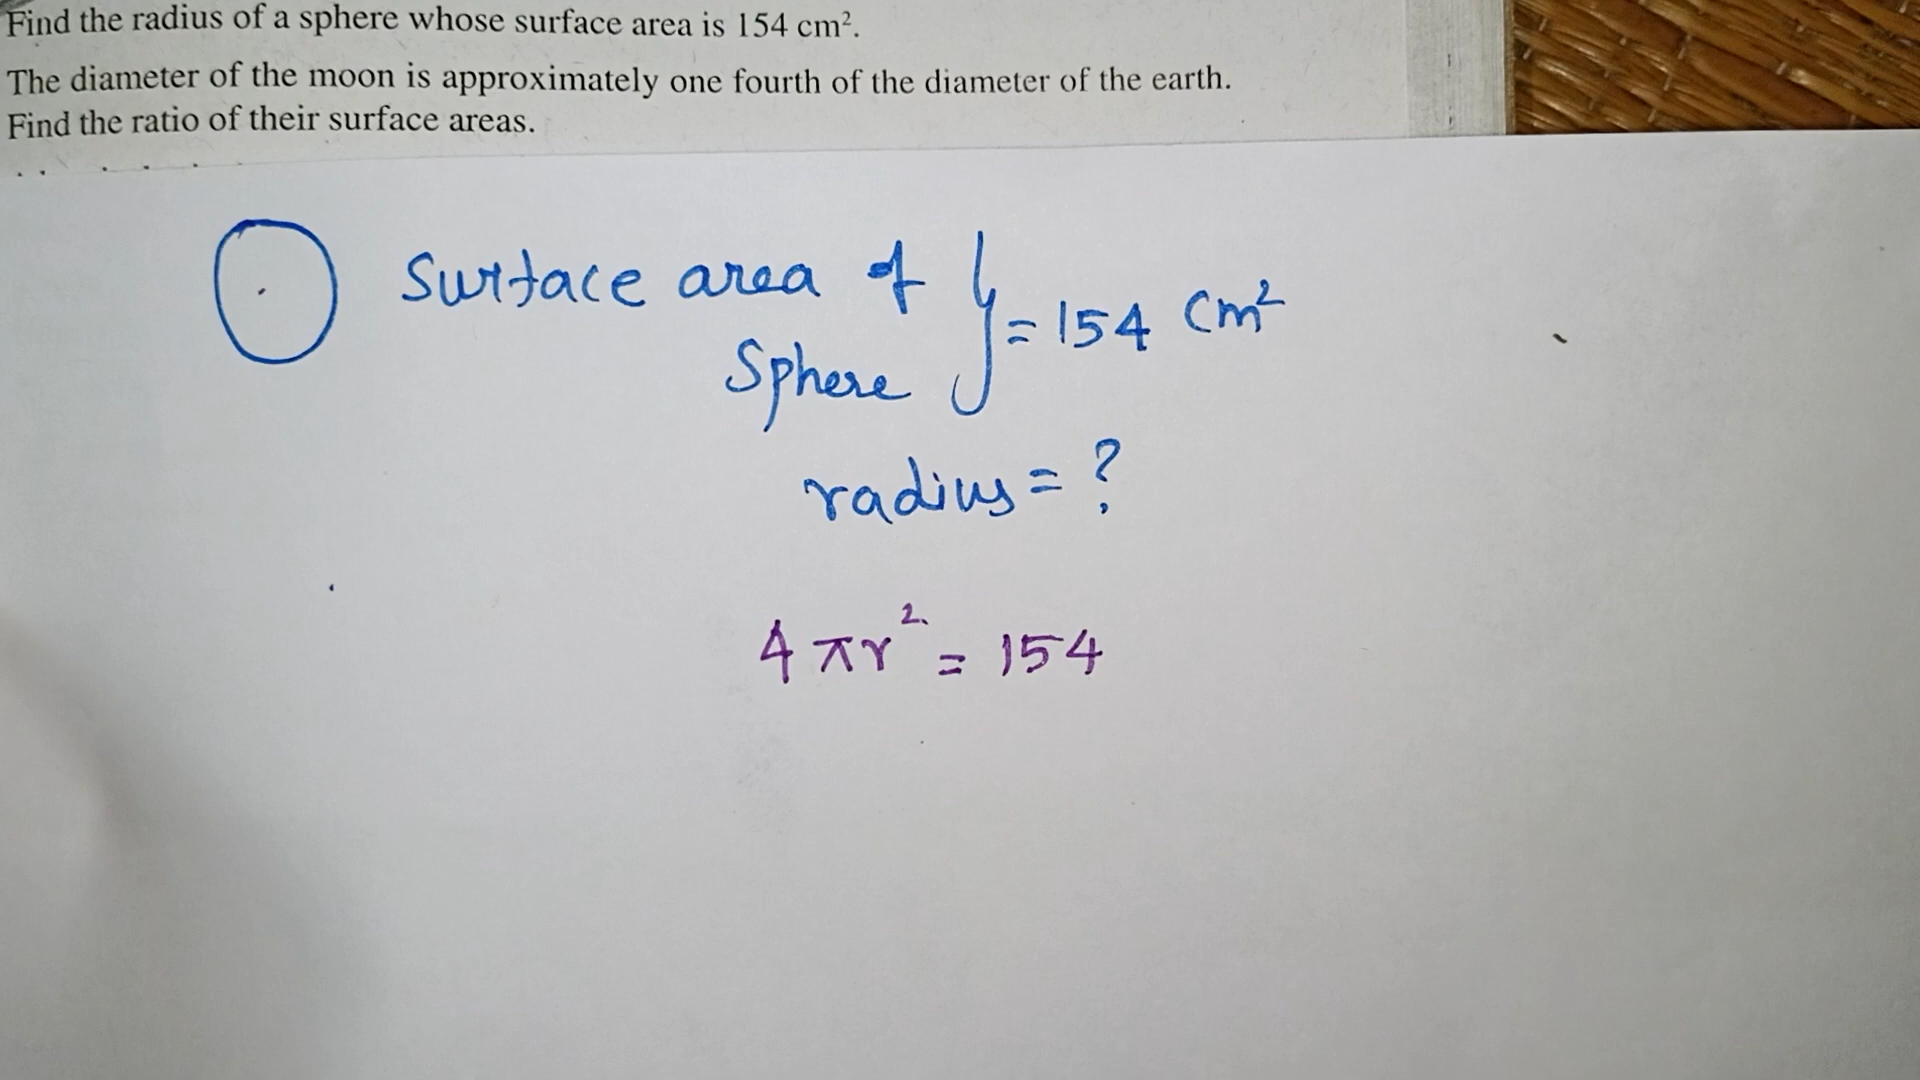 Find the radius of a sphere whose surface area is 154 cm².
The diameter of the moon is approximately one fourth of the diameter of the earth.
Find the ratio of their surface areas.
Surface area of
Sphere } = 154 cm²
radius = ?
4 π r² = 154